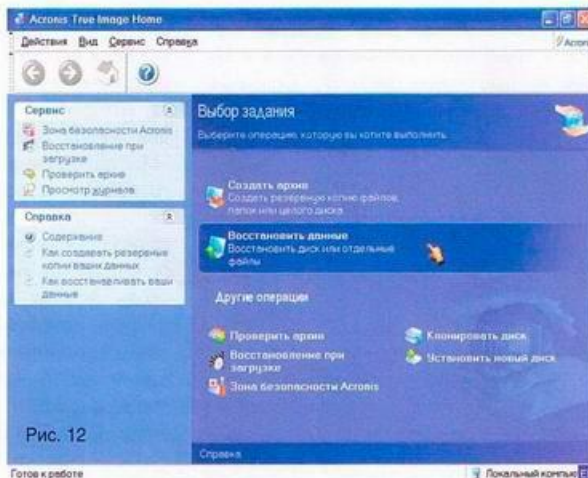 Acronis True Image Home
Действия Вид Сервис Справка
Acron
Сервис
Зона безопасности Acronis
Восстановление при
загрузке
Проверить архив
Просмотр журналов
Справка
Содержание
Как создавать резервные
копии ваших данных
Как восстанавливать ваши
данные
Выбор задания
Выберите операцию, которую вы хотите выполнить.
Создать архив
Создать резервную копию файлов,
папок или целого диска
Восстановить данные
Восстановить диск или отдельные
файлы
Другие операции
Проверить архив
Клонировать диск
Восстановление при
загрузке
Установить новый диск
Зона безопасности Acronis
Рис. 12
Справка
Готов к работе
Локальный компьют